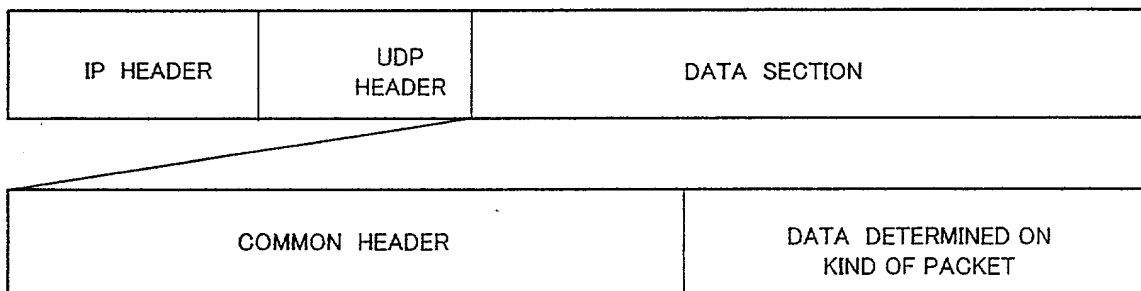 IP HEADER
UDP
HEADER
DATA SECTION
COMMON HEADER
DATA DETERMINED ON
KIND OF PACKET